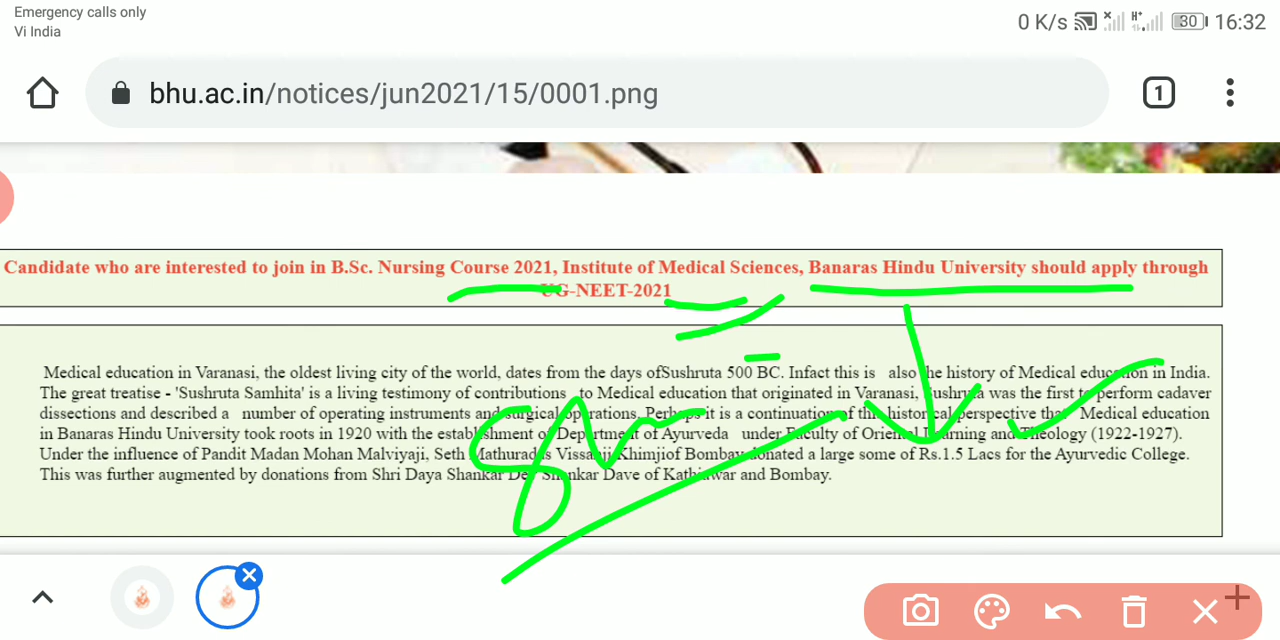 Emergency calls only
Vi India
0 K/s 30 16:32
bhu.ac.in/notices/jun2021/15/0001.png
1
Candidate who are interested to join in B.Sc. Nursing Course 2021, Institute of Medical Sciences, Banaras Hindu University should apply through
UG-NEET-2021
Medical education in Varanasi, the oldest living city of the world, dates from the days ofSushruta 500 BC. Infact this is also the history of Medical education in India.
The great treatise - 'Sushruta Samhita' is a living testimony of contributions to Medical education that originated in Varanasi, Sushruta was the first to perform cadaver
dissections and described a number of operating instruments and surgical operations. Perhaps it is a continuation of this historical perspective that Medical education
in Banaras Hindu University took roots in 1920 with the establishment of Department of Ayurveda under Faculty of Oriental Learning and Theology (1922-1927).
Under the influence of Pandit Madan Mohan Malviyaji, Seth Mathuradas Vissanji Khimjiof Bombay donated a large some of Rs.1.5 Lacs for the Ayurvedic College.
This was further augmented by donations from Shri Daya Shankar Dev Shankar Dave of Kathiawar and Bombay.